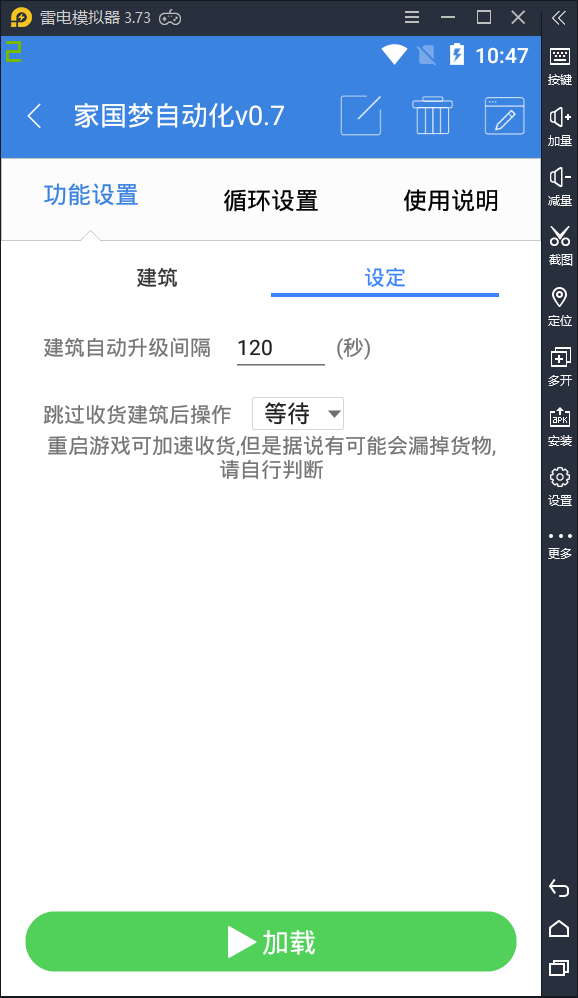 雷电模拟器 3.73
2
10:47
家国梦自动化v0.7
功能设置 循环设置 使用说明
建筑 设定
建筑自动升级间隔 120 (秒)
跳过收货建筑后操作 等待
重启游戏可加速收货,但是据说有可能会漏掉货物,
请自行判断
加载
按键
加量
减量
截图
定位
多开
APK
安装
设置
更多